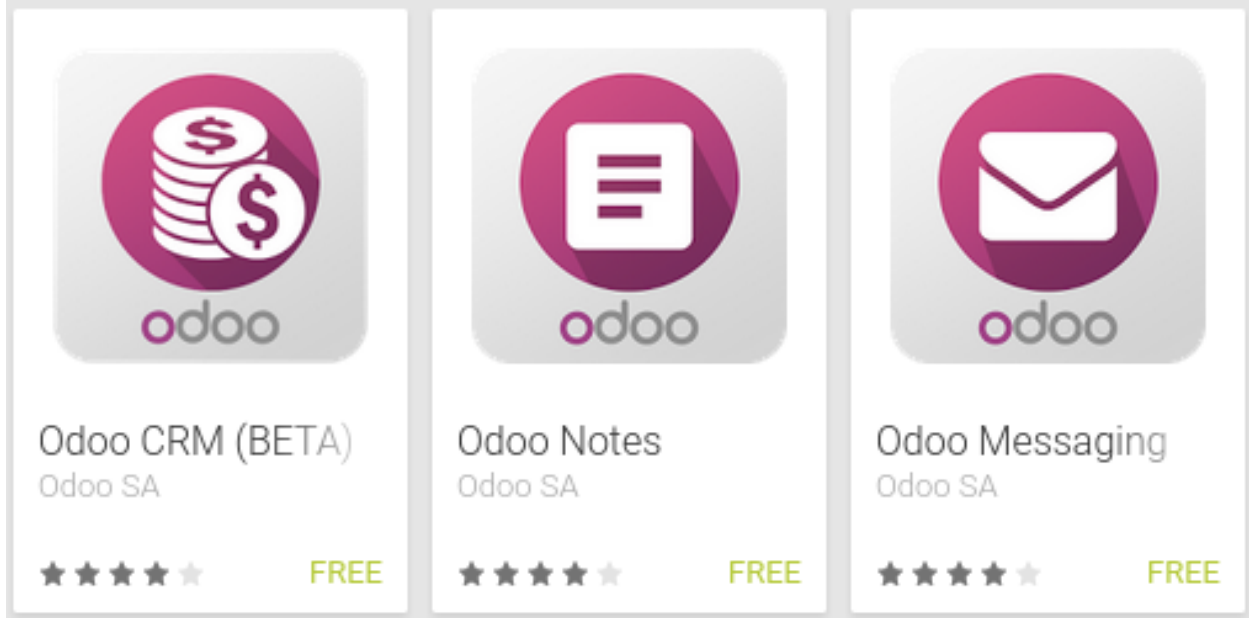 $
$
odoo
Odoo CRM (BETA)
Odoo SA
FREE
odoo
Odoo Notes
Odoo SA
FREE
odoo
Odoo Messaging
Odoo SA
FREE